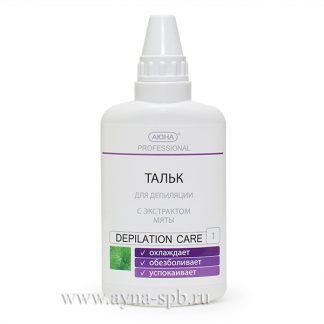 АЮНА®
PROFESSIONAL
ТАЛЬК
ДЛЯ ДЕПИЛЯЦИИ
С ЭКСТРАКТОМ
МЯТЫ
DEPILATION CARE 1
✓ охлаждает
✓ обезболивает
✓ успокаивает
www.ayna-spb.ru